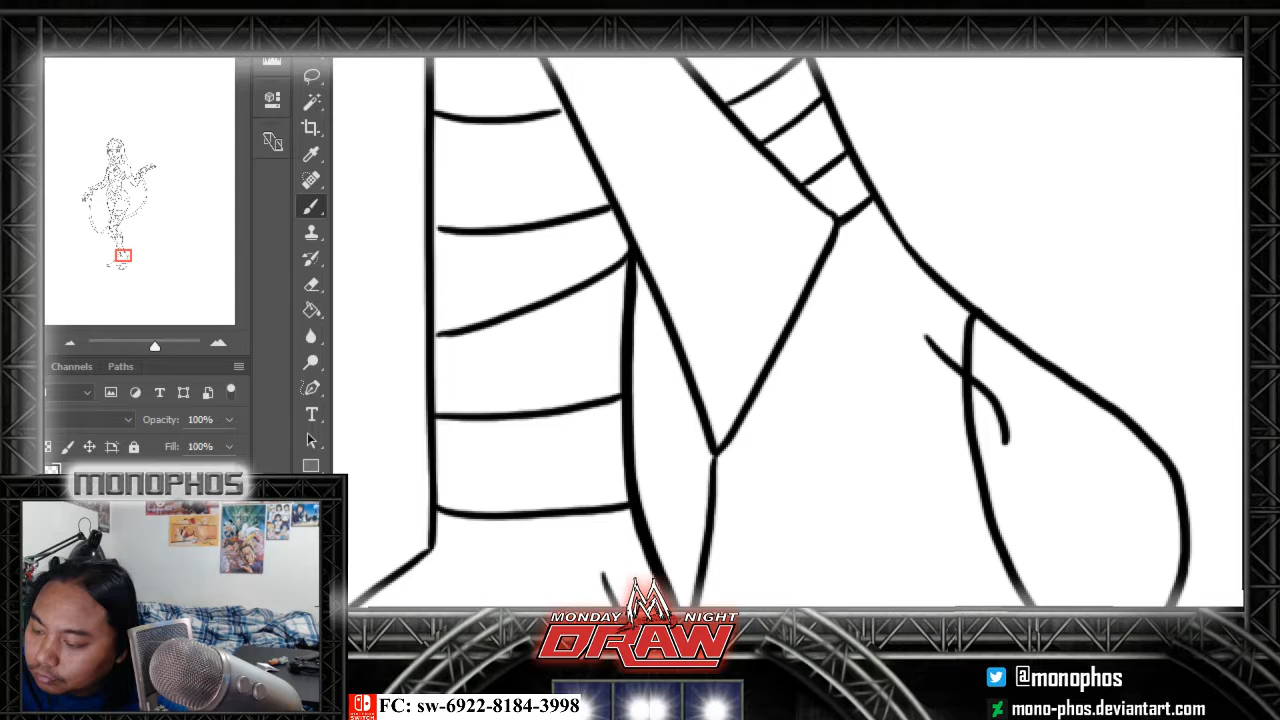 Channels Paths
Opacity: 100%
Fill: 100%
MONOPHOS
MONDAY NIGHT
DRAW
FC: sw-6922-8184-3998
@monophos
mono-phos.deviantart.com